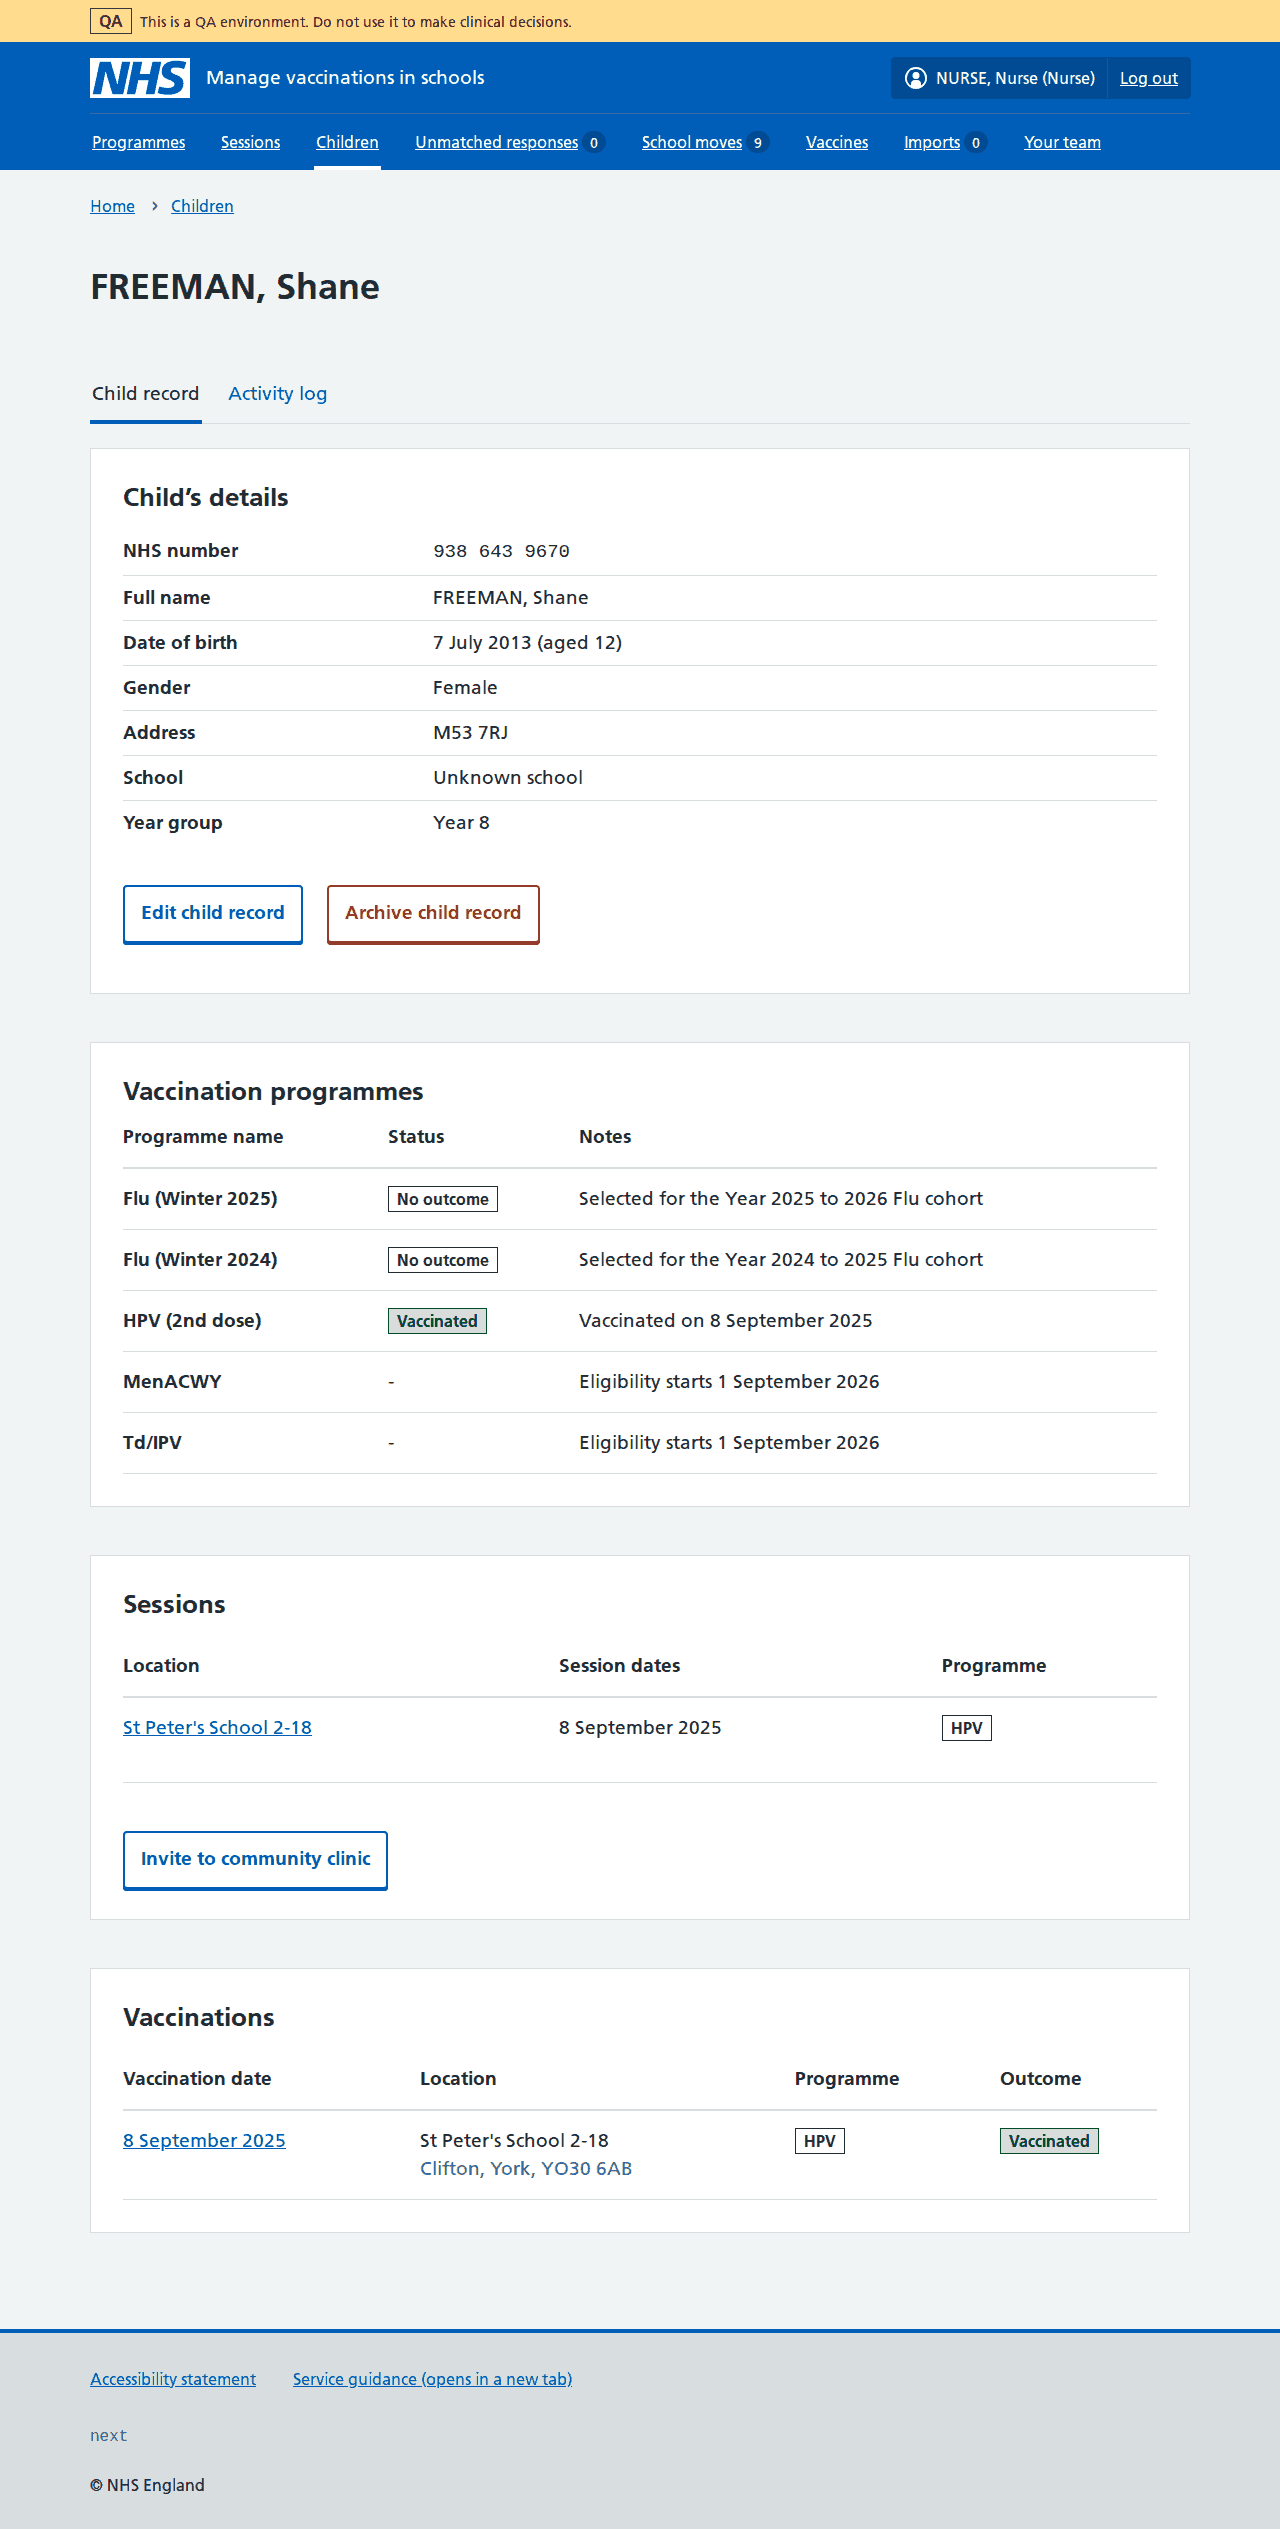 QA This is a QA environment. Do not use it to make clinical decisions.
NHS Manage vaccinations in schools NURSE, Nurse (Nurse) Log out
Programmes Sessions Children Unmatched responses 0 School moves 9 Vaccines Imports 0 Your team
Home > Children
FREEMAN, Shane
Child record Activity log
Child’s details
NHS number 938 643 9670
Full name FREEMAN, Shane
Date of birth 7 July 2013 (aged 12)
Gender Female
Address M53 7RJ
School Unknown school
Year group Year 8
Edit child record Archive child record
Vaccination programmes
Programme name Status Notes
Flu (Winter 2025) No outcome Selected for the Year 2025 to 2026 Flu cohort
Flu (Winter 2024) No outcome Selected for the Year 2024 to 2025 Flu cohort
HPV (2nd dose) Vaccinated Vaccinated on 8 September 2025
MenACWY - Eligibility starts 1 September 2026
Td/IPV - Eligibility starts 1 September 2026
Sessions
Location Session dates Programme
St Peter's School 2-18 8 September 2025 HPV
Invite to community clinic
Vaccinations
Vaccination date Location Programme Outcome
8 September 2025 St Peter's School 2-18 HPV Vaccinated
Clifton, York, YO30 6AB
Accessibility statement Service guidance (opens in a new tab)
next
© NHS England